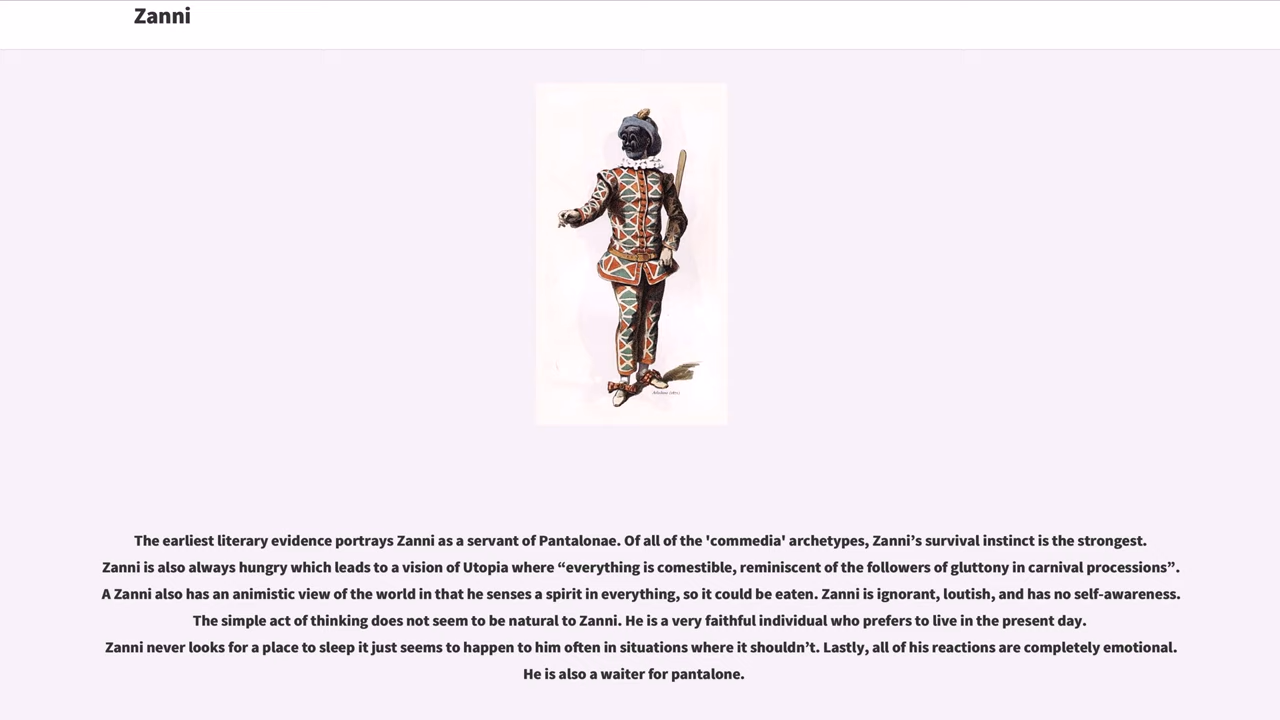 Zanni
The earliest literary evidence portrays Zanni as a servant of Pantalonae. Of all of the 'commedia' archetypes, Zanni’s survival instinct is the strongest.
Zanni is also always hungry which leads to a vision of Utopia where “everything is comestible, reminiscent of the followers of gluttony in carnival processions”.
A Zanni also has an animistic view of the world in that he senses a spirit in everything, so it could be eaten. Zanni is ignorant, loutish, and has no self-awareness.
The simple act of thinking does not seem to be natural to Zanni. He is a very faithful individual who prefers to live in the present day.
Zanni never looks for a place to sleep it just seems to happen to him often in situations where it shouldn’t. Lastly, all of his reactions are completely emotional.
He is also a waiter for pantalone.